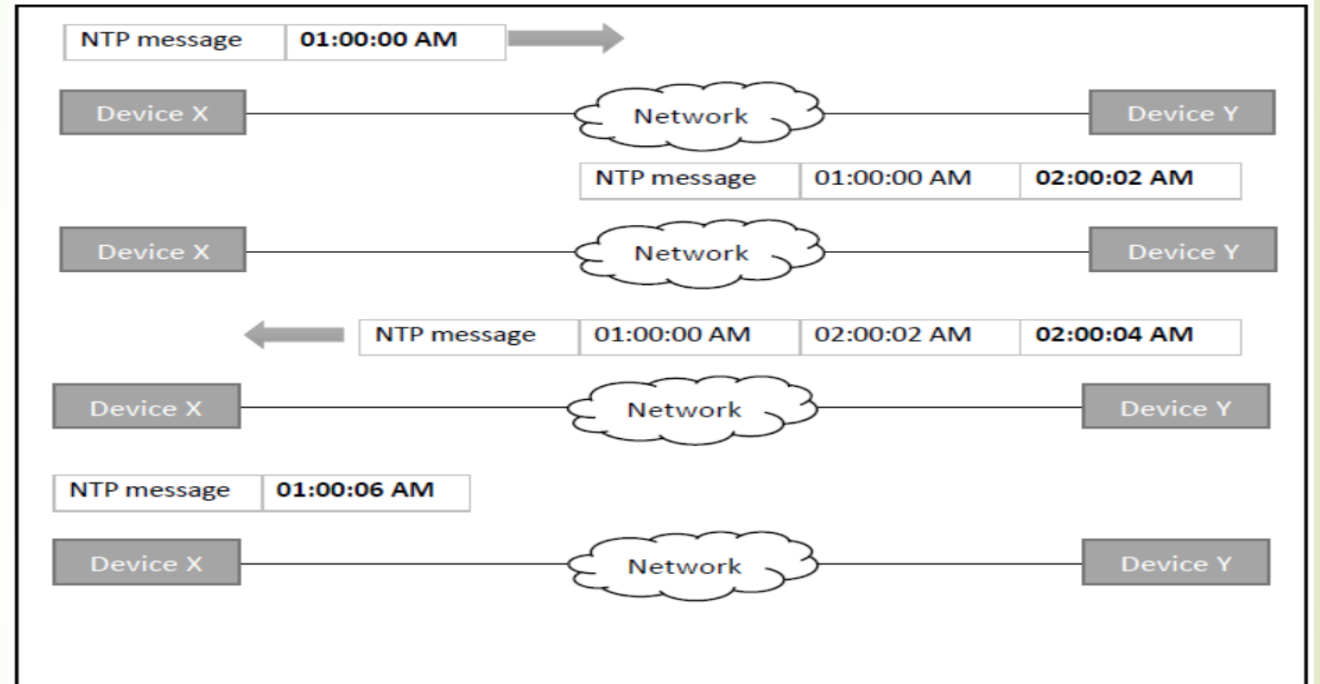 NTP message 01:00:00 AM
Device X Network Device Y
NTP message 01:00:00 AM 02:00:02 AM
Device X Network Device Y
NTP message 01:00:00 AM 02:00:02 AM 02:00:04 AM
Device X Network Device Y
NTP message 01:00:06 AM
Device X Network Device Y